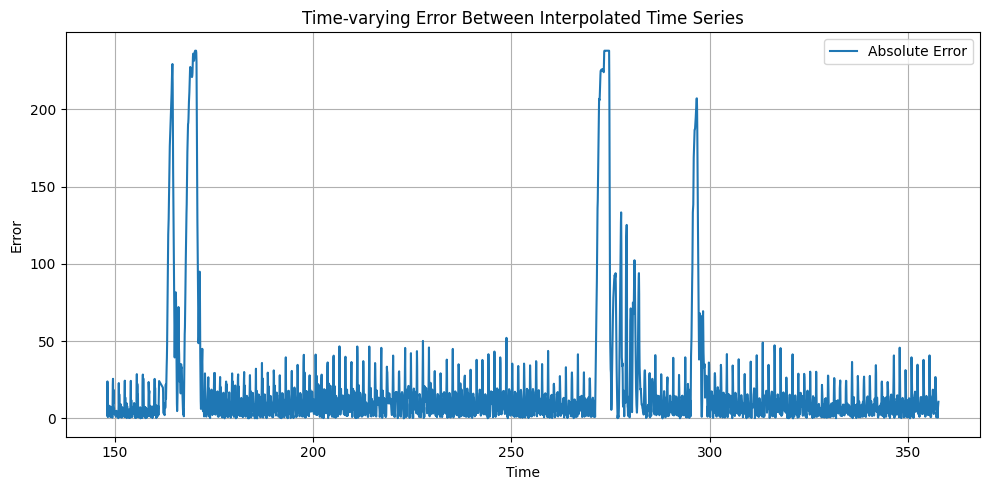 Time-varying Error Between Interpolated Time Series
Absolute Error
Error
200
150
100
50
0
150
200
250
300
350
Time